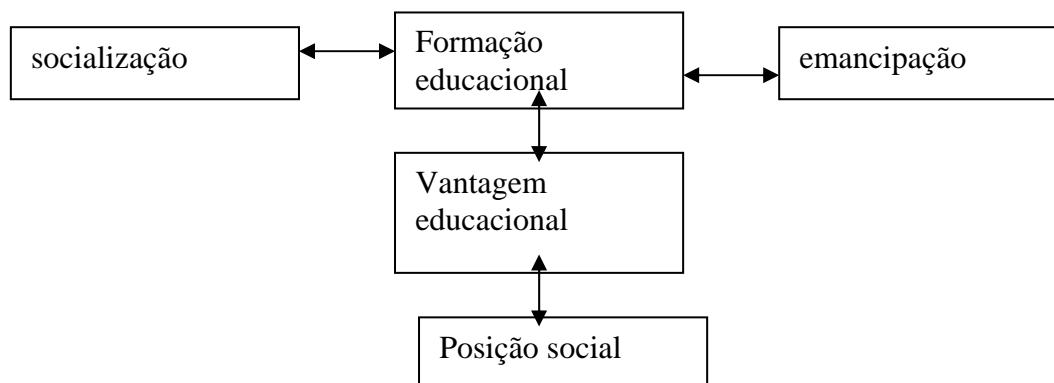 socialização
Formação
educacional
emancipação
Vantagem
educacional
Posição social